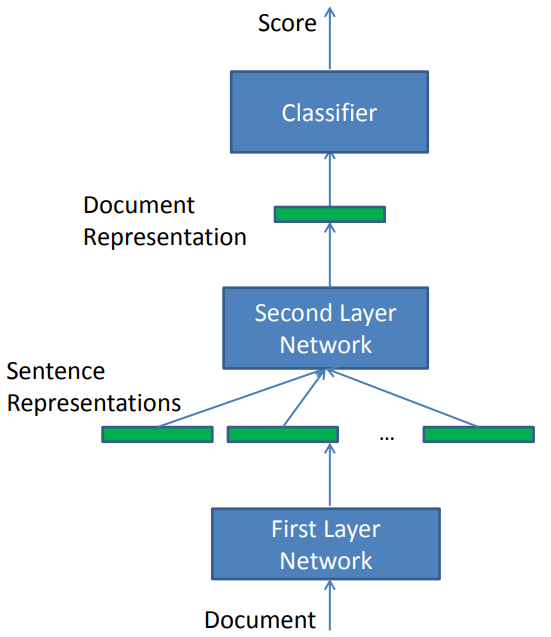 Score
Classifier
Document
Representation
Second Layer
Network
Sentence
Representations
...
First Layer
Network
Document